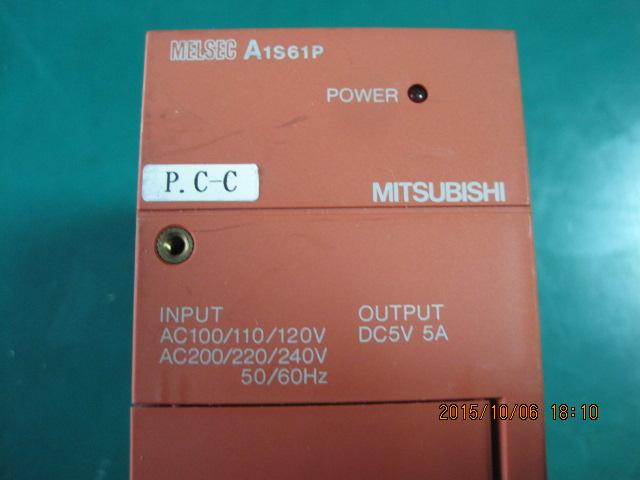 MELSEC A1S61P
POWER
P.C-C
MITSUBISHI
INPUT
AC100/110/120V
AC200/220/240V
50/60Hz
OUTPUT
DC5V 5A
2015/10/06 18:10